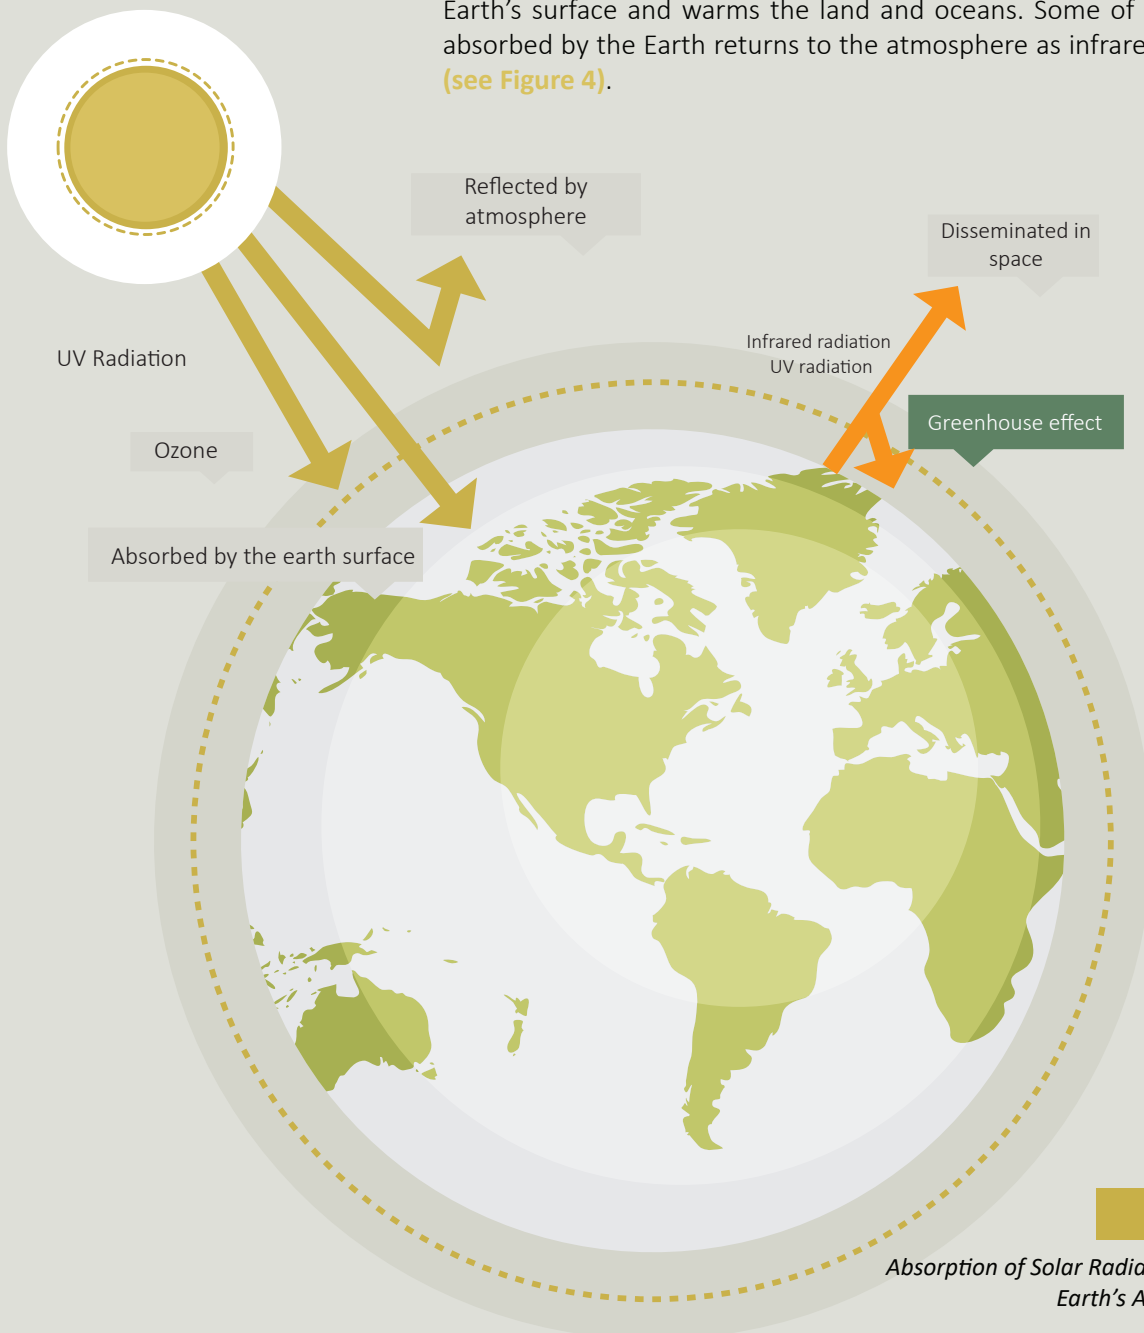 Earth's surface and warms the land and oceans. Some of
absorbed by the Earth returns to the atmosphere as
(see Figure 4).
Reflected by
atmosphere
Disseminated in
space
Infrared radiation
UV radiation
UV Radiation
Greenhouse effect
Ozone
Absorbed by the earth surface
Absorption of Solar
Earth's